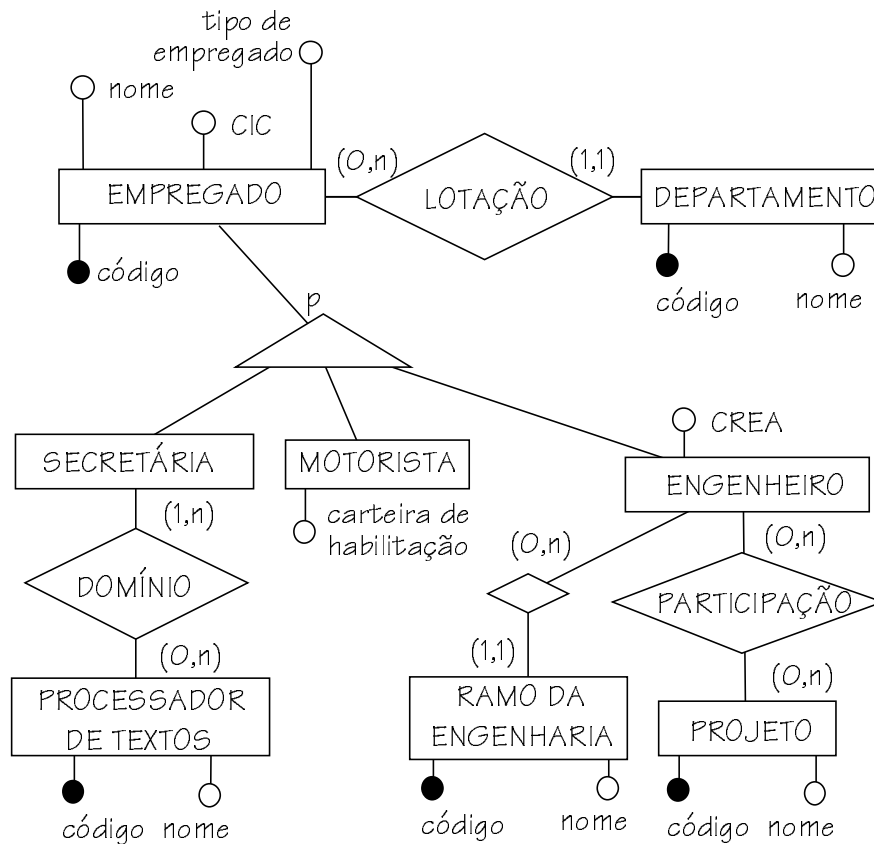 tipo de
empregado
nome
CIC
(0,n)
(1,1)
EMPREGADO
LOTAÇÃO
DEPARTAMENTO
código
código
nome
p
CREA
SECRETÁRIA
MOTORISTA
ENGENHEIRO
(1,n)
carteira de
habilitação
(0,n)
(0,n)
DOMÍNIO
PARTICIPAÇÃO
(0,n)
(1,1)
(0,n)
PROCESSADOR
DE TEXTOS
RAMO DA
ENGENHARIA
PROJETO
código
nome
código
nome
código
nome